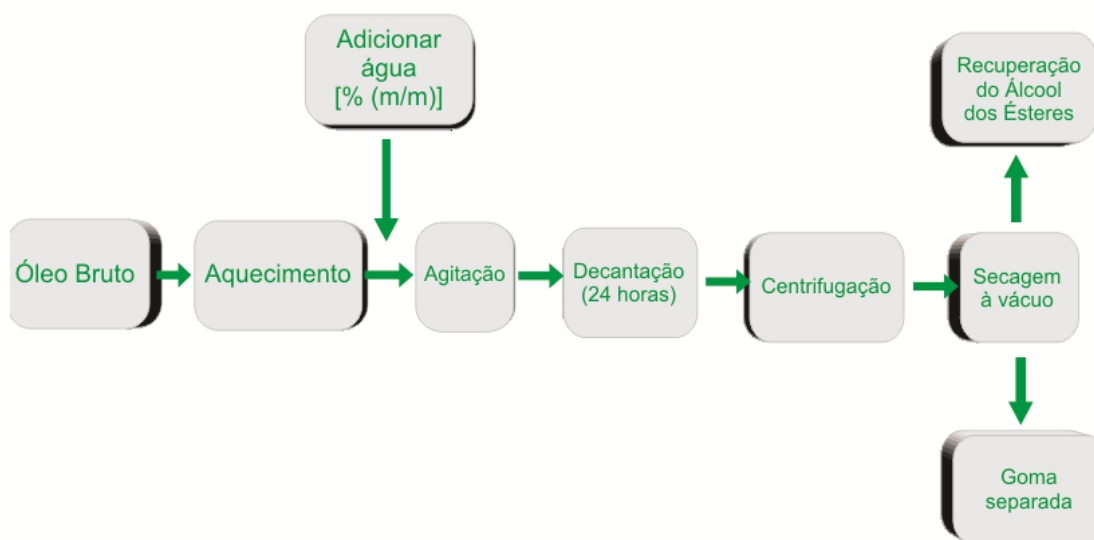 Adicionar
água
[% (m/m)]
Recuperação
do Álcool
dos Ésteres
Óleo Bruto
Aquecimento
Agitação
Decantação
(24 horas)
Centrifugação
Secagem
à vácuo
Goma
separada